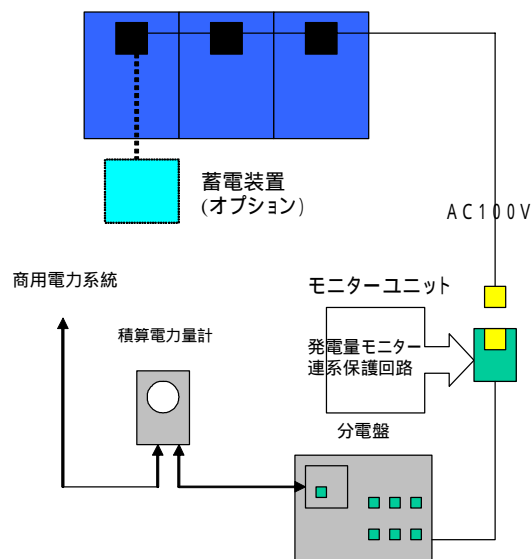 蓄電装置
(オプション)
AC100V
商用電力系統
モニターユニット
積算電力量計
発電量モニター
連系保護回路
分電盤